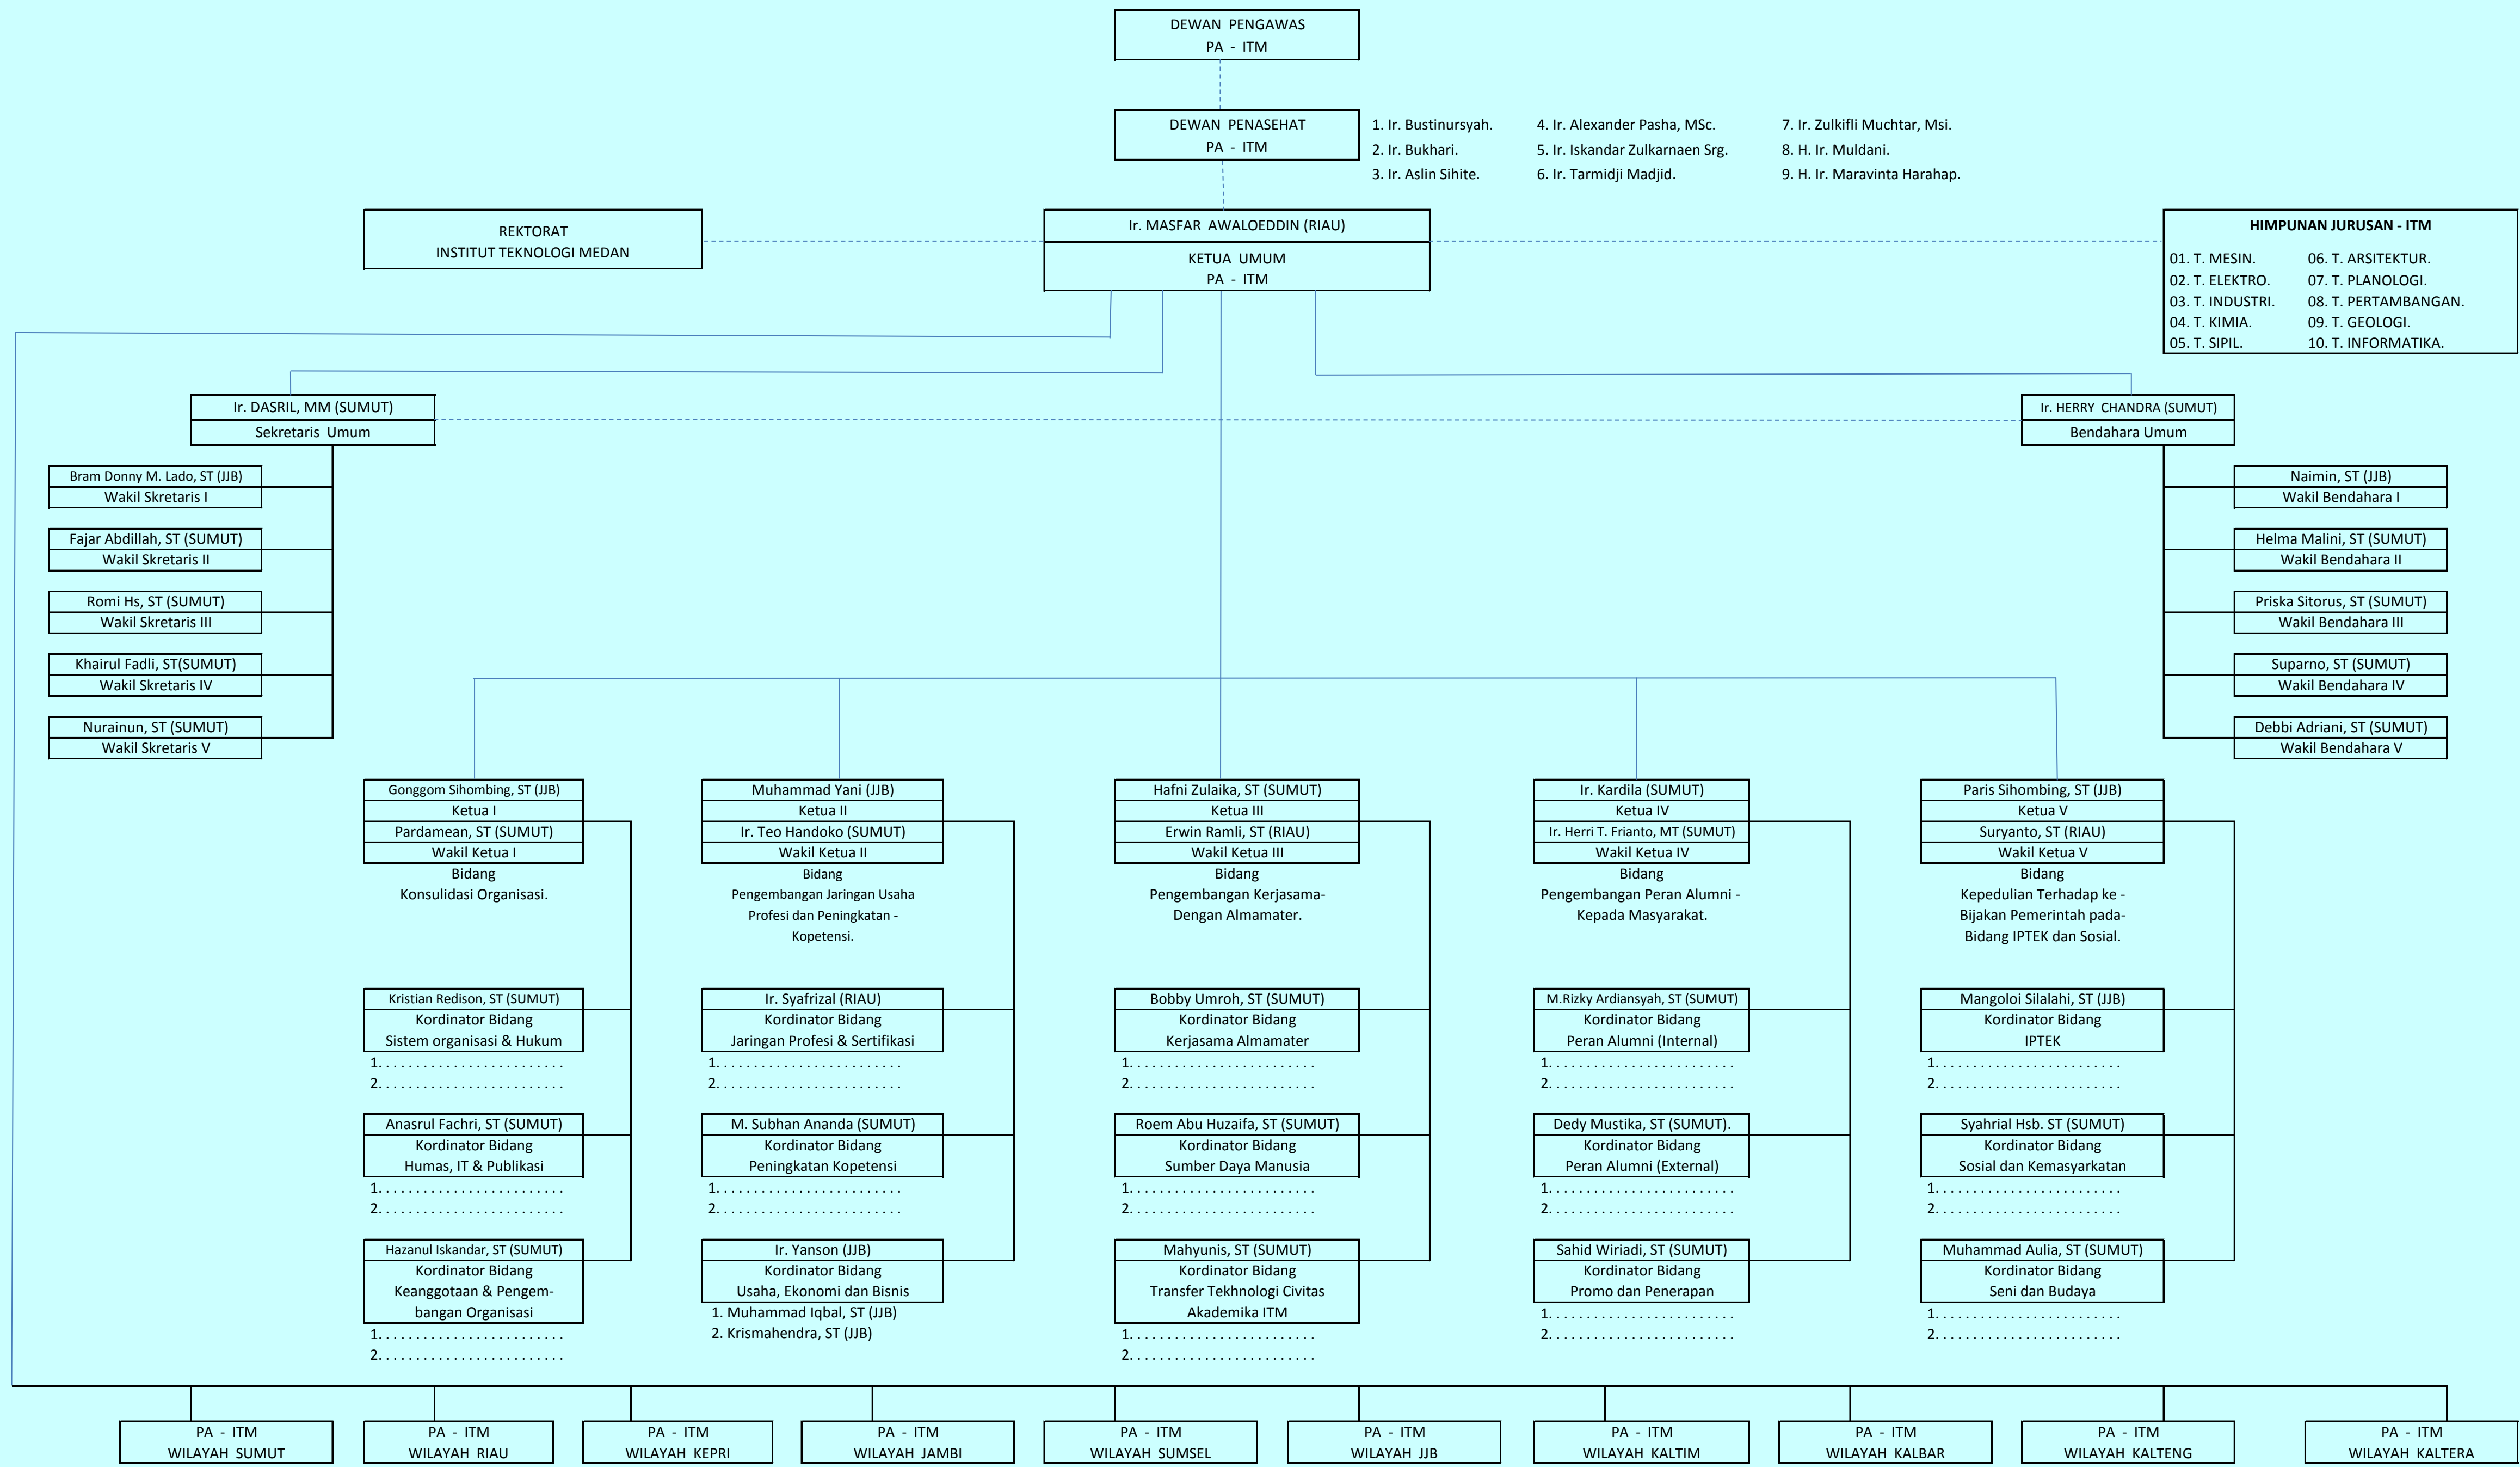 DEWAN PENGAWAS
PA - ITM
DEWAN PENASEHAT
PA - ITM
1. Ir. Bustinursyah.
2. Ir. Bukhari.
3. Ir. Aslin Sihite.
4. Ir. Alexander Pasha, MSc.
5. Ir. Iskandar Zulkarnaen Srg.
6. Ir. Tarmidji Madjid.
7. Ir. Zulkifli Muchtar, Msi.
8. H. Ir. Muldani.
9. H. Ir. Maravinta Harahap.
REKTORAT
INSTITUT TEKNOLOGI MEDAN
Ir. MASFAR AWALOEDDIN (RIAU)
KETUA UMUM
PA - ITM
HIMPUNAN JURUSAN - ITM
01. T. MESIN.
02. T. ELEKTRO.
03. T. INDUSTRI.
04. T. KIMIA.
05. T. SIPIL.
06. T. ARSITEKTUR.
07. T. PLANOLOGI.
08. T. PERTAMBANGAN.
09. T. GEOLOGI.
10. T. INFORMATIKA.
Ir. DASRIL, MM (SUMUT)
Sekretaris Umum
Bram Donny M. Lado, ST (JJB)
Wakil Skretaris I
Fajar Abdillah, ST (SUMUT)
Wakil Skretaris II
Romi Hs, ST (SUMUT)
Wakil Skretaris III
Khairul Fadli, ST(SUMUT)
Wakil Skretaris IV
Nurainun, ST (SUMUT)
Wakil Skretaris V
Ir. HERRY CHANDRA (SUMUT)
Bendahara Umum
Naimin, ST (JJB)
Wakil Bendahara I
Helma Malini, ST (SUMUT)
Wakil Bendahara II
Priska Sitorus, ST (SUMUT)
Wakil Bendahara III
Suparno, ST (SUMUT)
Wakil Bendahara IV
Debbi Adriani, ST (SUMUT)
Wakil Bendahara V
Gonggom Sihombing, ST (JJB)
Ketua I
Pardamean, ST (SUMUT)
Wakil Ketua I
Bidang
Konsulidasi Organisasi.
Kristian Redison, ST (SUMUT)
Kordinator Bidang
Sistem organisasi & Hukum
1. . . . . . . . . . . . . . . . . . . . . . . . .
2. . . . . . . . . . . . . . . . . . . . . . . . .
Anasrul Fachri, ST (SUMUT)
Kordinator Bidang
Humas, IT & Publikasi
1. . . . . . . . . . . . . . . . . . . . . . . . .
2. . . . . . . . . . . . . . . . . . . . . . . . .
Hazanul Iskandar, ST (SUMUT)
Kordinator Bidang
Keanggotaan & Pengem-
bangan Organisasi
1. . . . . . . . . . . . . . . . . . . . . . . . .
2. . . . . . . . . . . . . . . . . . . . . . . . .
Muhammad Yani (JJB)
Ketua II
Ir. Teo Handoko (SUMUT)
Wakil Ketua II
Bidang
Pengembangan Jaringan Usaha
Profesi dan Peningkatan -
Kopetensi.
Ir. Syafrizal (RIAU)
Kordinator Bidang
Jaringan Profesi & Sertifikasi
1. . . . . . . . . . . . . . . . . . . . . . . . .
2. . . . . . . . . . . . . . . . . . . . . . . . .
M. Subhan Ananda (SUMUT)
Kordinator Bidang
Peningkatan Kopetensi
1. . . . . . . . . . . . . . . . . . . . . . . . .
2. . . . . . . . . . . . . . . . . . . . . . . . .
Ir. Yanson (JJB)
Kordinator Bidang
Usaha, Ekonomi dan Bisnis
1. Muhammad Iqbal, ST (JJB)
2. Krismahendra, ST (JJB)
Hafni Zulaika, ST (SUMUT)
Ketua III
Erwin Ramli, ST (RIAU)
Wakil Ketua III
Bidang
Pengembangan Kerjasama-
Dengan Almamater.
Bobby Umroh, ST (SUMUT)
Kordinator Bidang
Kerjasama Almamater
1. . . . . . . . . . . . . . . . . . . . . . . . .
2. . . . . . . . . . . . . . . . . . . . . . . . .
Roem Abu Huzaifa, ST (SUMUT)
Kordinator Bidang
Sumber Daya Manusia
1. . . . . . . . . . . . . . . . . . . . . . . . .
2. . . . . . . . . . . . . . . . . . . . . . . . .
Mahyunis, ST (SUMUT)
Kordinator Bidang
Transfer Tekhnologi Civitas
Akademika ITM
1. . . . . . . . . . . . . . . . . . . . . . . . .
2. . . . . . . . . . . . . . . . . . . . . . . . .
Ir. Kardila (SUMUT)
Ketua IV
Ir. Herri T. Frianto, MT (SUMUT)
Wakil Ketua IV
Bidang
Pengembangan Peran Alumni -
Kepada Masyarakat.
M.Rizky Ardiansyah, ST (SUMUT)
Kordinator Bidang
Peran Alumni (Internal)
1. . . . . . . . . . . . . . . . . . . . . . . . .
2. . . . . . . . . . . . . . . . . . . . . . . . .
Dedy Mustika, ST (SUMUT).
Kordinator Bidang
Peran Alumni (External)
1. . . . . . . . . . . . . . . . . . . . . . . . .
2. . . . . . . . . . . . . . . . . . . . . . . . .
Sahid Wiriadi, ST (SUMUT)
Kordinator Bidang
Promo dan Penerapan
1. . . . . . . . . . . . . . . . . . . . . . . . .
2. . . . . . . . . . . . . . . . . . . . . . . . .
Paris Sihombing, ST (JJB)
Ketua V
Suryanto, ST (RIAU)
Wakil Ketua V
Bidang
Kepedulian Terhadap ke -
Bijakan Pemerintah pada-
Bidang IPTEK dan Sosial.
Mangoloi Silalahi, ST (JJB)
Kordinator Bidang
IPTEK
1. . . . . . . . . . . . . . . . . . . . . . . . .
2. . . . . . . . . . . . . . . . . . . . . . . . .
Syahrial Hsb. ST (SUMUT)
Kordinator Bidang
Sosial dan Kemasyarkatan
1. . . . . . . . . . . . . . . . . . . . . . . . .
2. . . . . . . . . . . . . . . . . . . . . . . . .
Muhammad Aulia, ST (SUMUT)
Kordinator Bidang
Seni dan Budaya
1. . . . . . . . . . . . . . . . . . . . . . . . .
2. . . . . . . . . . . . . . . . . . . . . . . . .
PA - ITM
WILAYAH SUMUT
PA - ITM
WILAYAH RIAU
PA - ITM
WILAYAH KEPRI
PA - ITM
WILAYAH JAMBI
PA - ITM
WILAYAH SUMSEL
PA - ITM
WILAYAH JJB
PA - ITM
WILAYAH KALTIM
PA - ITM
WILAYAH KALBAR
PA - ITM
WILAYAH KALTENG
PA - ITM
WILAYAH KALTERA